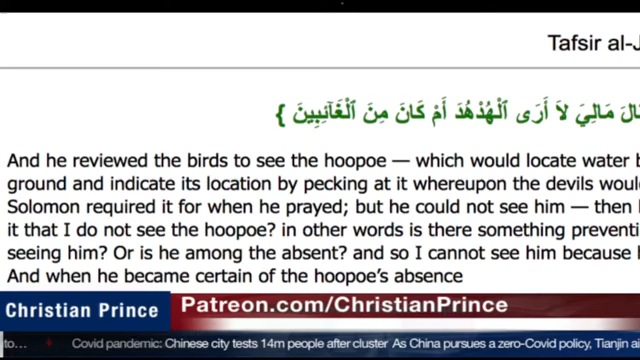 Tafsir al-J
َالَ مَالِيَ لاَ أَرَى ٱلْهُدْهُدَ أَمْ كَانَ مِنَ ٱلْغَآئِبِينَ }
And he reviewed the birds to see the hoopoe — which would locate water b
ground and indicate its location by pecking at it whereupon the devils woul
Solomon required it for when he prayed; but he could not see him — then
it that I do not see the hoopoe? in other words is there something preventi
seeing him? Or is he among the absent? and so I cannot see him because h
And when he became certain of the hoopoe's absence
Christian Prince
Patreon.com/ChristianPrince
to... Covid pandemic: Chinese city tests 14m people after cluster As China pursues a zero-Covid policy, Tianjin ai